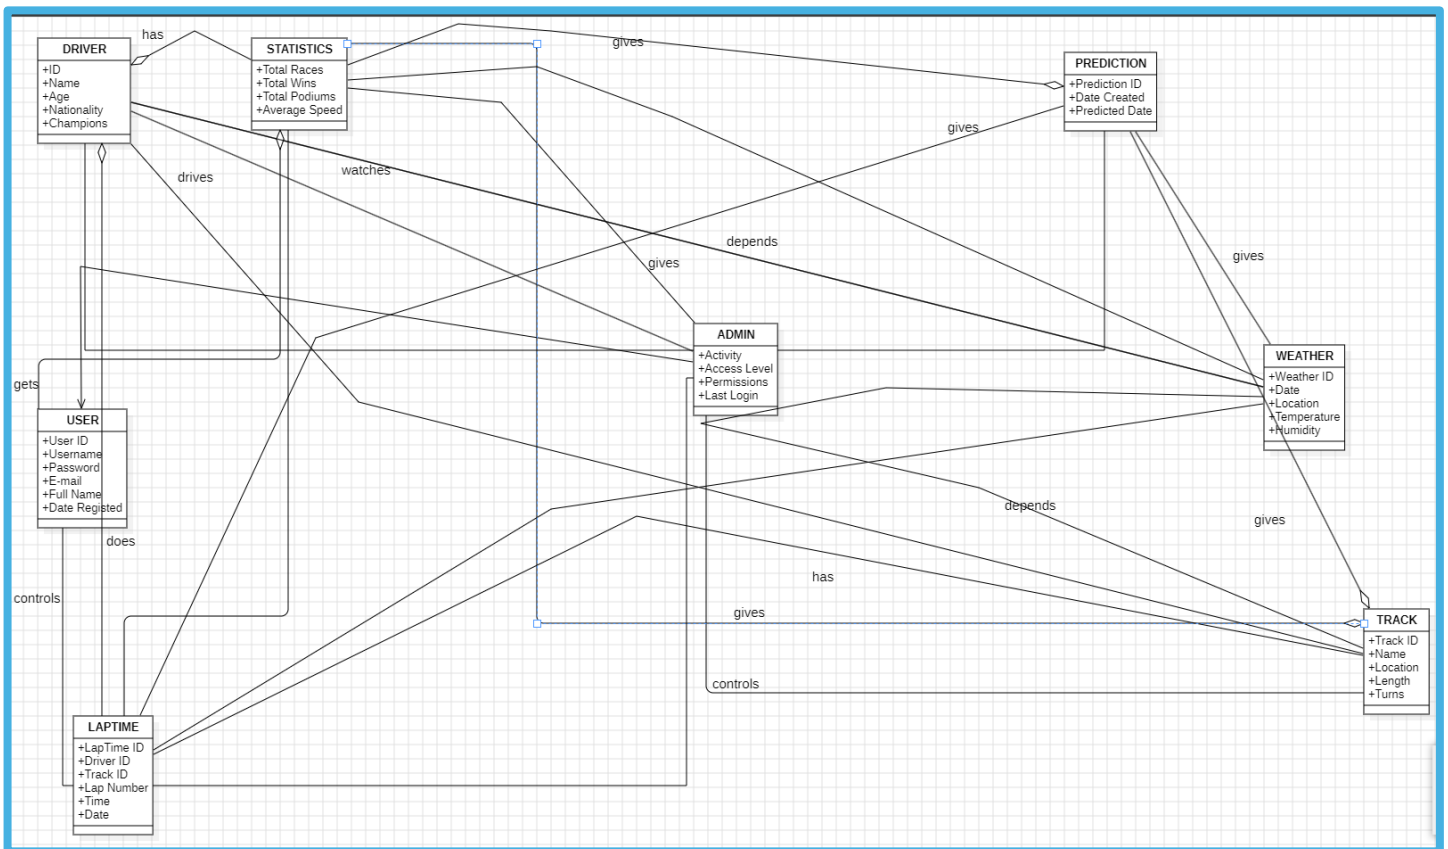 DRIVER
+ID
+Name
+Age
+Nationality
+Champions
has
STATISTICS
+Total Races
+Total Wins
+Total Podiums
+Average Speed
gives
PREDICTION
+Prediction ID
+Date Created
+Predicted Date
gives
drives
watches
depends
gives
gives
ADMIN
+Activity
+Access Level
+Permissions
+Last Login
WEATHER
+Weather ID
+Date
+Location
+Temperature
+Humidity
gets
USER
+User ID
+Username
+Password
+E-mail
+Full Name
+Date Registed
does
depends
gives
has
controls
gives
TRACK
+Track ID
+Name
+Location
+Length
+Turns
controls
LAPTIME
+LapTime ID
+Driver ID
+Track ID
+Lap Number
+Time
+Date